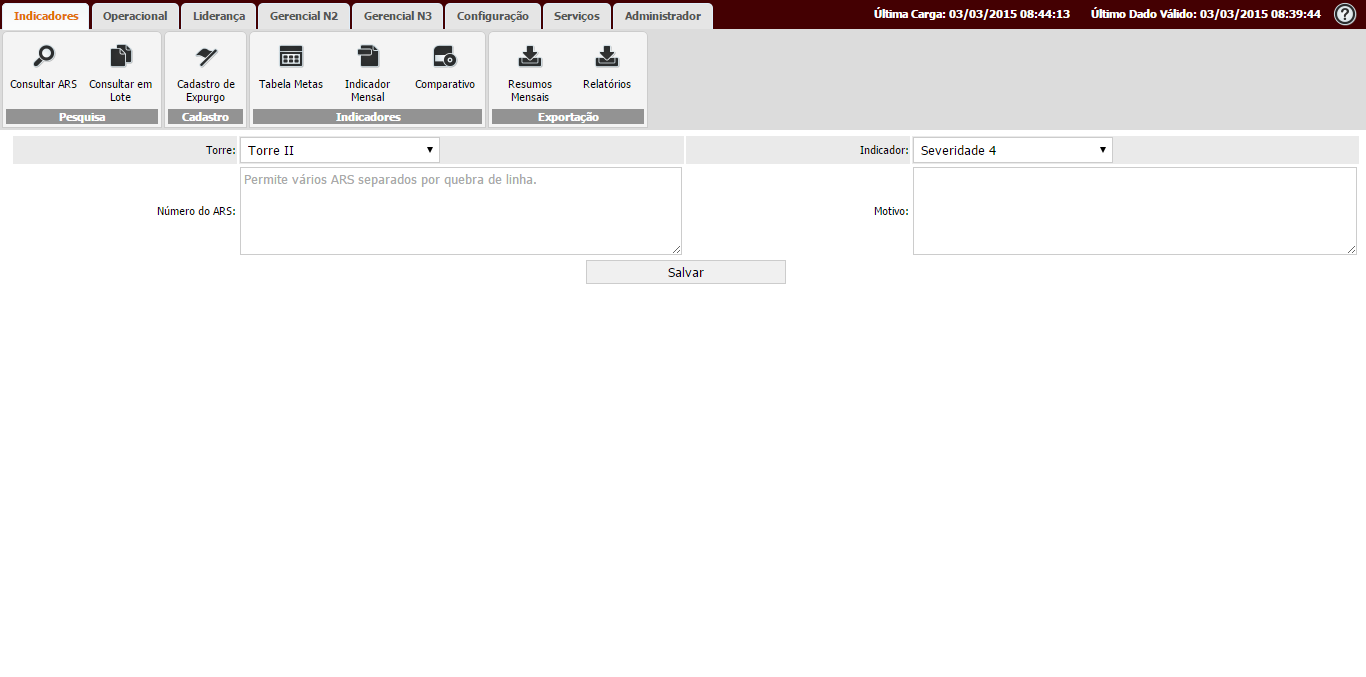 Indicadores Operacional Liderança Gerencial N2 Gerencial N3 Configuração Serviços Administrador Última Carga: 03/03/2015 08:44:13 Último Dado Válido: 03/03/2015 08:39:44 ?
Consultar ARS Consultar em Lote Cadastro de Expurgo Tabela Metas Indicador Mensal Comparativo Resumos Mensais Relatórios
Pesquisa Cadastro Indicadores Exportação
Torre: Torre II Indicador: Severidade 4
Permite vários ARS separados por quebra de linha.
Número do ARS: Motivo:
Salvar